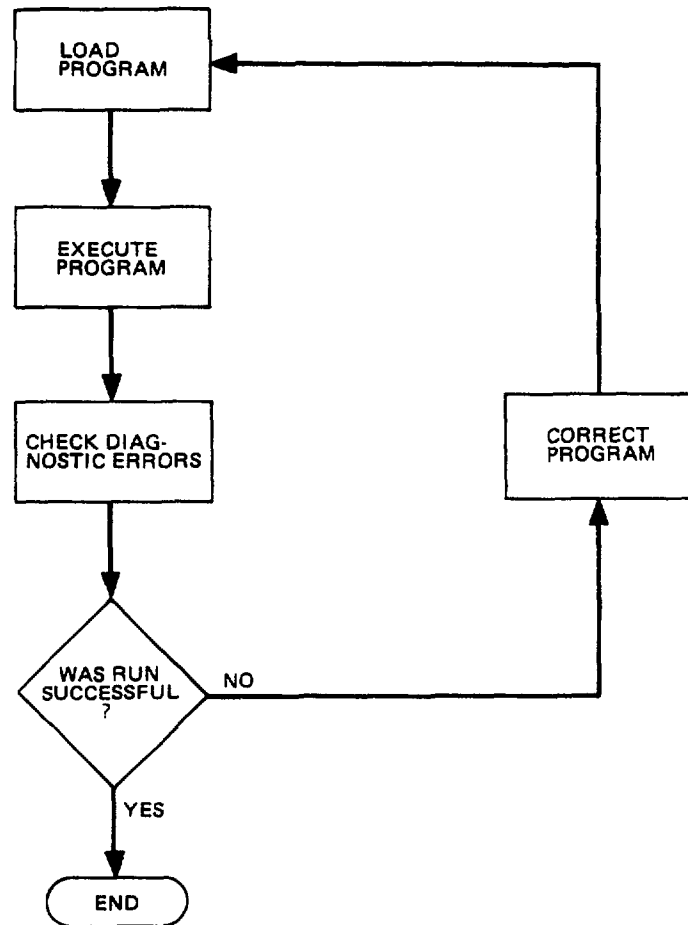 LOAD
PROGRAM
EXECUTE
PROGRAM
CHECK DIAG-
NOSTIC ERRORS
CORRECT
PROGRAM
WAS RUN
SUCCESSFUL
?
NO
YES
END